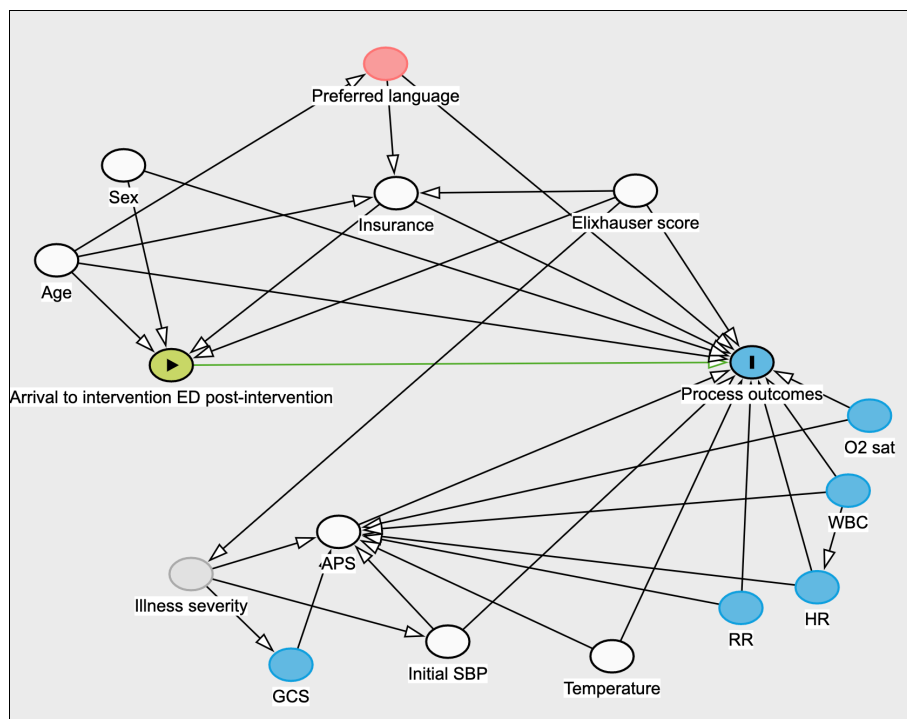 Preferred language
Sex
Insurance
Elixhauser score
Age
Arrival to intervention ED post-intervention
Process outcomes
O2 sat
WBC
APS
Illness severity
HR
RR
Initial SBP
Temperature
GCS